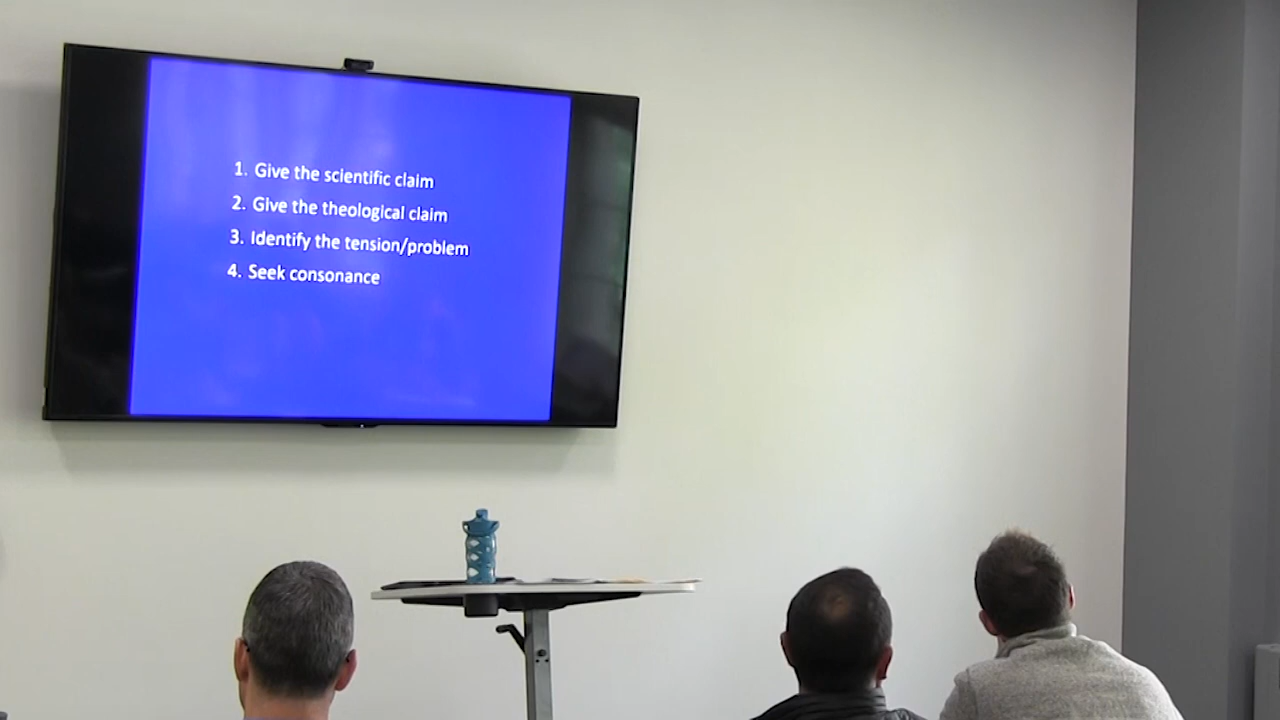 1. Give the scientific claim
2. Give the theological claim
3. Identify the tension/problem
4. Seek consonance